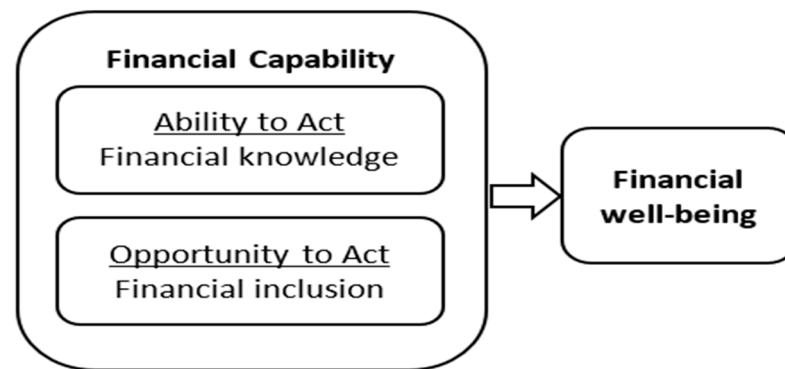 Financial Capability
Ability to Act
Financial knowledge
Opportunity to Act
Financial inclusion
Financial
well-being